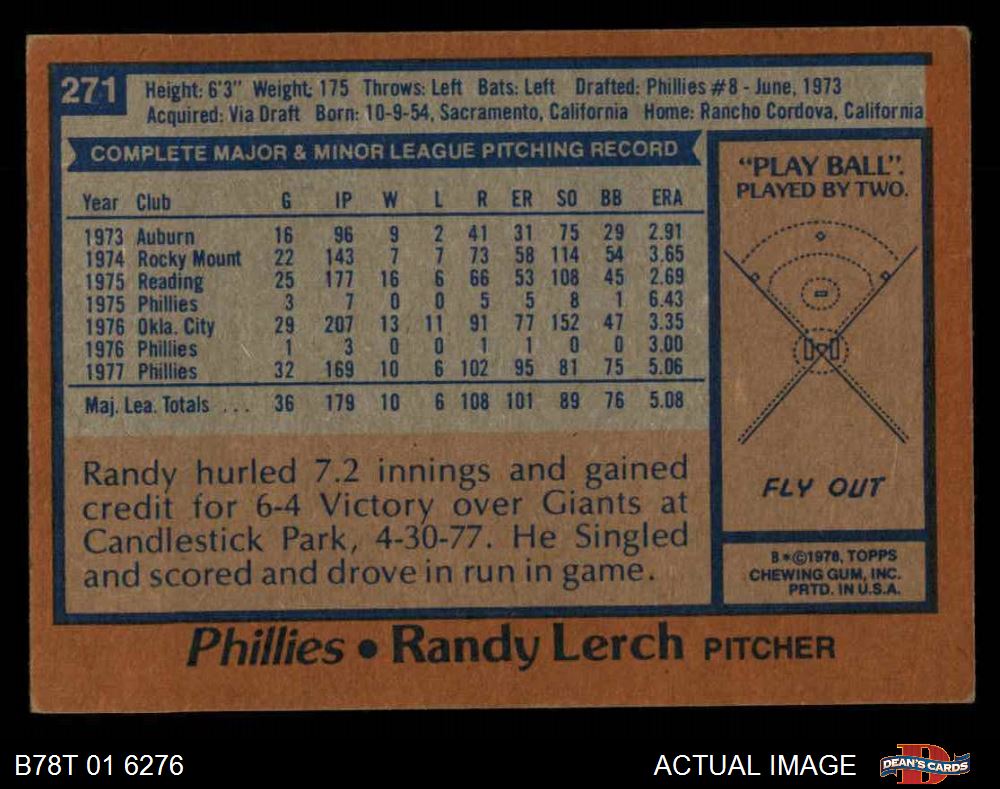 271
Height: 6'3" Weight: 175 Throws: Left Bats: Left Drafted: Phillies #8 - June, 1973
Acquired: Via Draft Born: 10-9-54, Sacramento, California Home: Rancho Cordova, California
COMPLETE MAJOR & MINOR LEAGUE PITCHING RECORD
Year Club G IP W L R ER SO BB ERA
1973 Auburn 16 96 9 2 41 31 75 29 2.91
1974 Rocky Mount 22 143 7 7 73 58 114 54 3.65
1975 Reading 25 177 16 6 66 53 108 45 2.69
1975 Phillies 3 7 0 0 5 5 8 1 6.43
1976 Okla. City 29 207 13 11 91 77 152 47 3.35
1976 Phillies 1 3 0 0 1 1 0 0 3.00
1977 Phillies 32 169 10 6 102 95 81 75 5.06
Maj. Lea. Totals ... 36 179 10 6 108 101 89 76 5.08
Randy hurled 7.2 innings and gained
credit for 6-4 Victory over Giants at
Candlestick Park, 4-30-77. He Singled
and scored and drove in run in game.
"PLAY BALL".
PLAYED BY TWO.
FLY OUT
B*©1978, TOPPS
CHEWING GUM, INC.
PRTD. IN U.S.A.
Phillies • Randy Lerch PITCHER
B78T 01 6276
ACTUAL IMAGE
D
DEAN'S CARDS